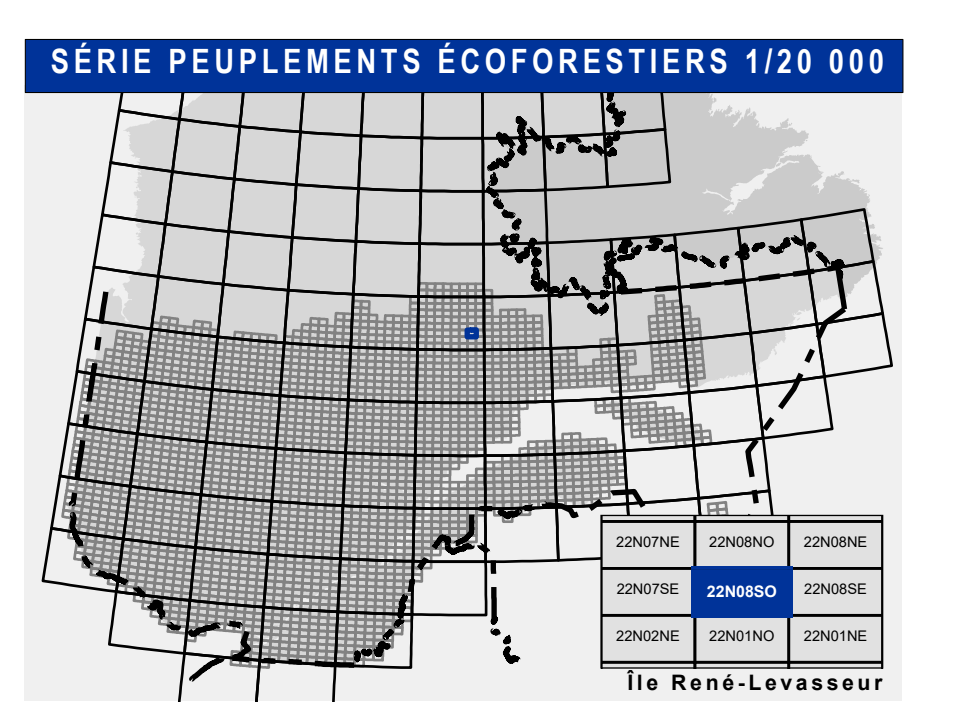 SÉRIE PEUPLEMENTS ÉCOFORESTIERS 1/20 000
22N07NE 22N08NO 22N08NE
22N07SE 22N08SO 22N08SE
22N02NE 22N01NO 22N01NE
Île René-Levasseur